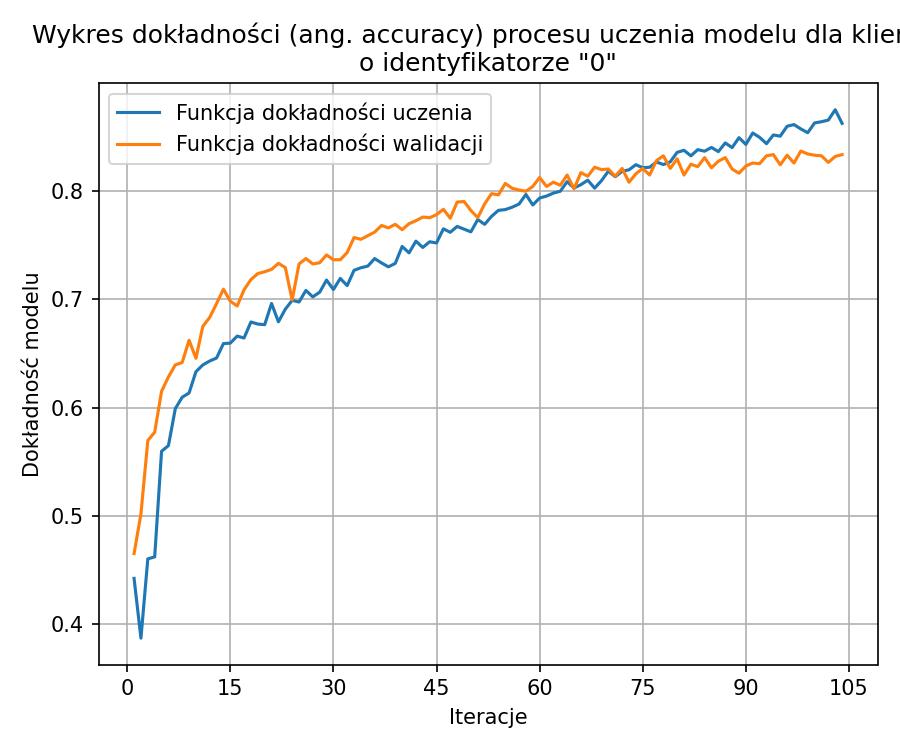 Wykres dokładności (ang. accuracy) procesu uczenia modelu dla
o identyfikatorze "0"
Funkcja dokładności uczenia
Funkcja dokładności walidacji
0.8
0.7
0.6
0.5
0.4
Dokładność modelu
0 15 30 45 60 75 90 105
Iteracje